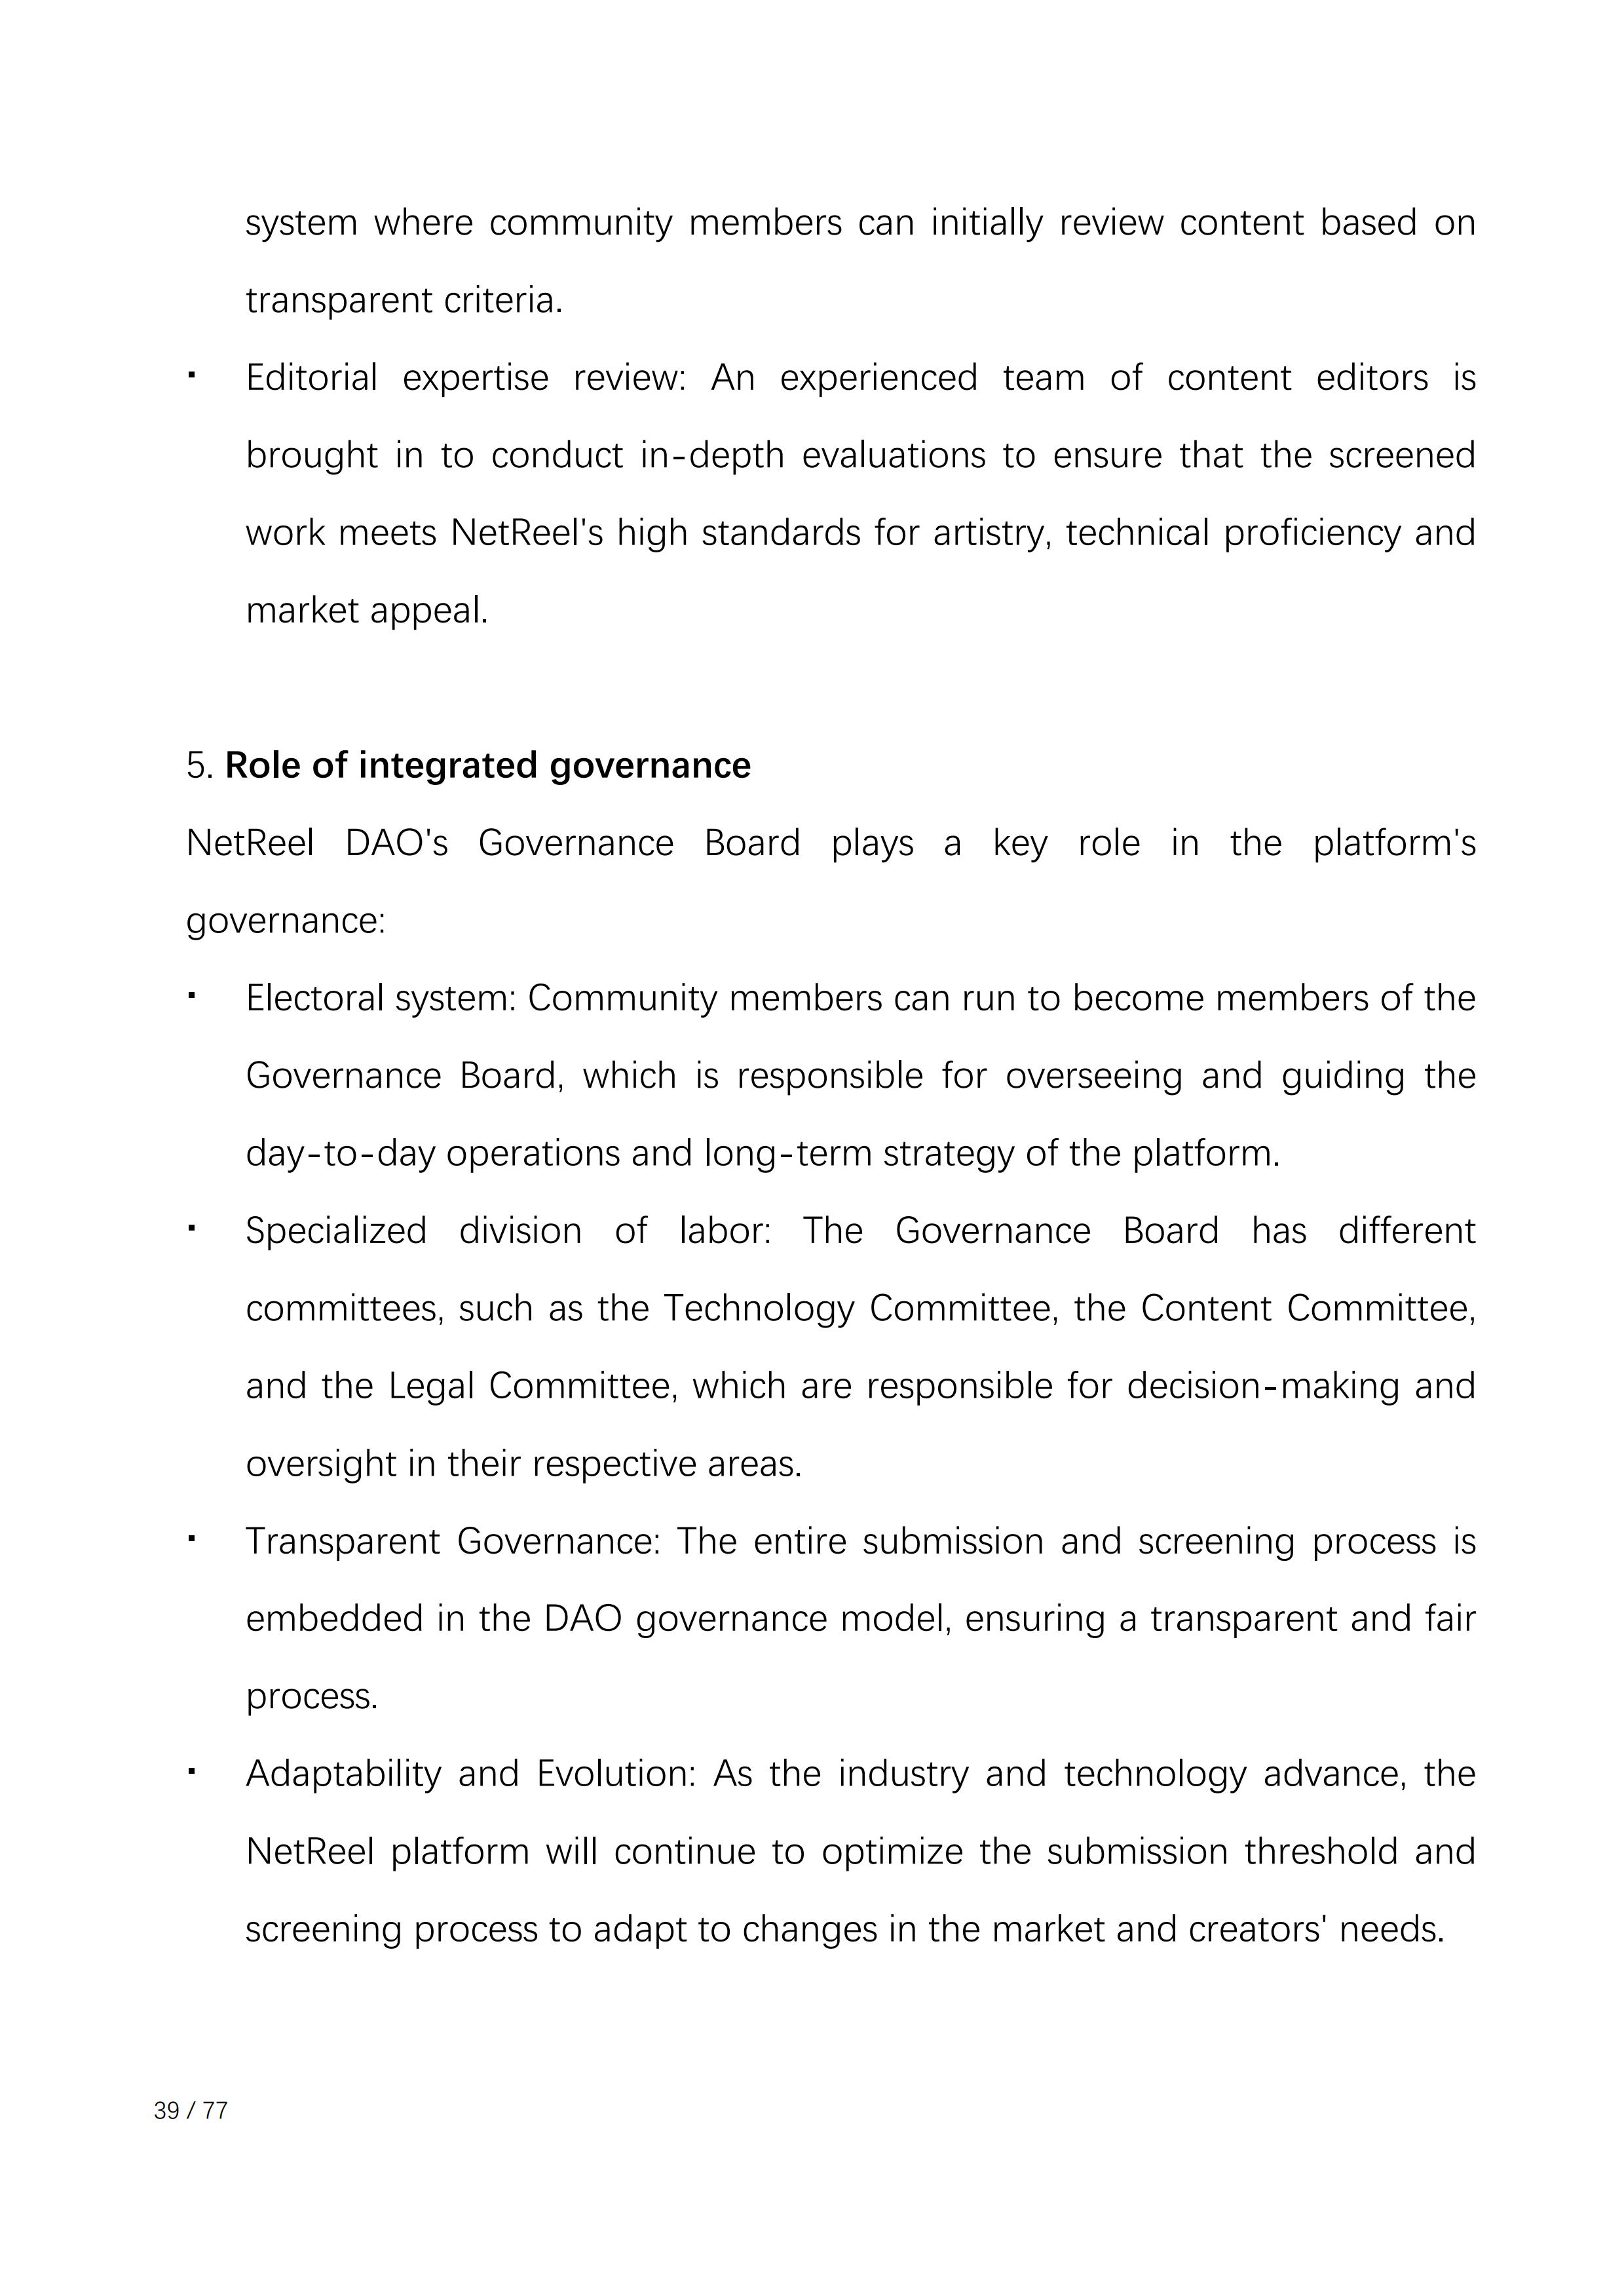 system where community members can initially review content based on
transparent criteria.
▪ Editorial expertise review: An experienced team of content editors is
brought in to conduct in-depth evaluations to ensure that the screened
work meets NetReel's high standards for artistry, technical proficiency and
market appeal.
5. Role of integrated governance
NetReel DAO's Governance Board plays a key role in the platform's
governance:
▪ Electoral system: Community members can run to become members of the
Governance Board, which is responsible for overseeing and guiding the
day-to-day operations and long-term strategy of the platform.
▪ Specialized division of labor: The Governance Board has different
committees, such as the Technology Committee, the Content Committee,
and the Legal Committee, which are responsible for decision-making and
oversight in their respective areas.
▪ Transparent Governance: The entire submission and screening process is
embedded in the DAO governance model, ensuring a transparent and fair
process.
▪ Adaptability and Evolution: As the industry and technology advance, the
NetReel platform will continue to optimize the submission threshold and
screening process to adapt to changes in the market and creators' needs.
39 / 77